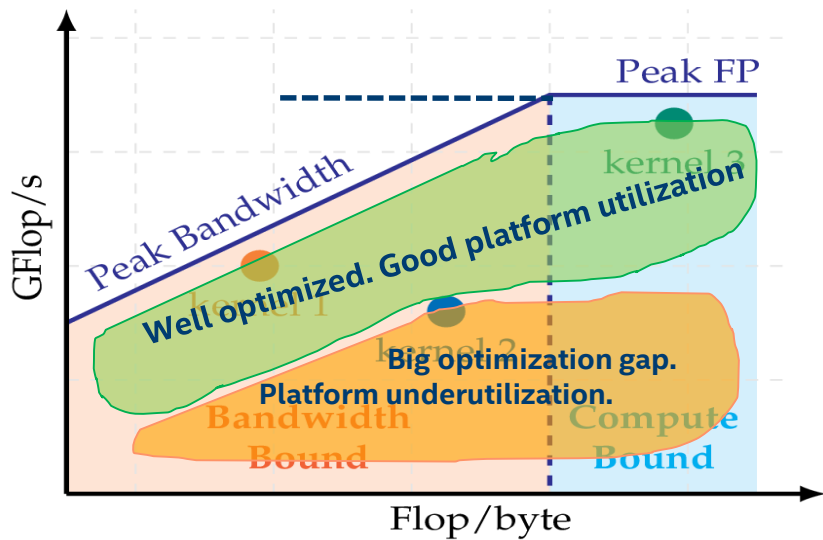 Peak FP
GFlop/s
Peak Bandwidth
kernel 3
Well optimized. Good platform utilization
kernel 1
kernel 2
Big optimization gap.
Platform underutilization.
Bandwidth
Bound
Compute
Bound
Flop/byte